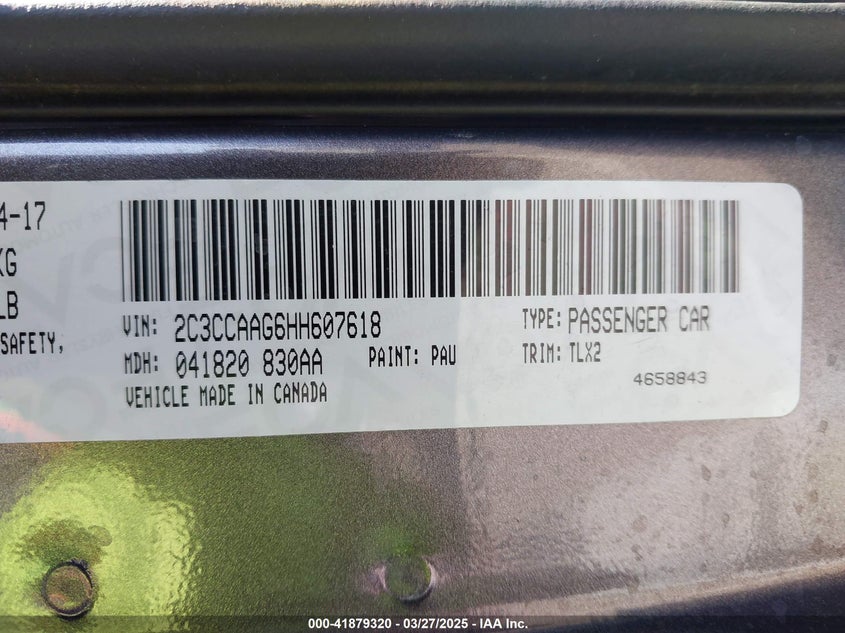 4-17
KG
LB
SAFETY,
VIN: 2C3CCAAG6HH607618 TYPE: PASSENGER CAR
MDH: 041820 830AA PAINT: PAU TRIM: TLX2
VEHICLE MADE IN CANADA 4658843
000-41879320 - 03/27/2025 - IAA Inc.